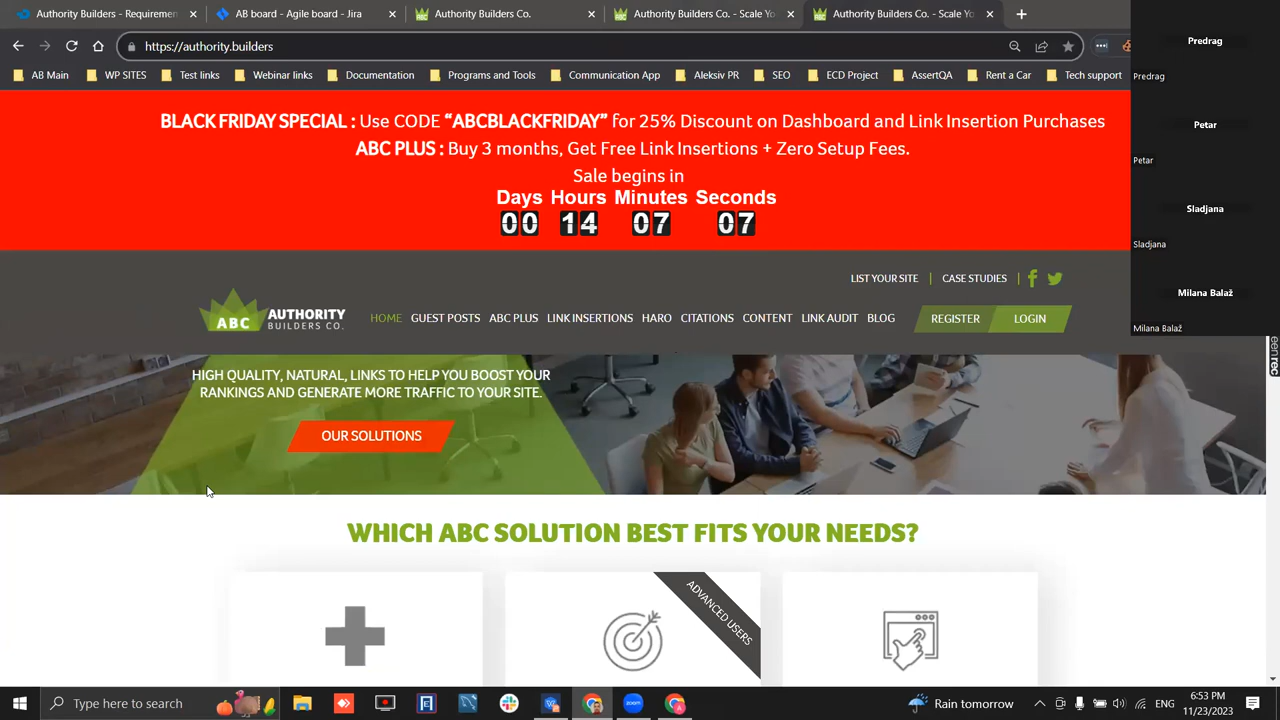 Authority Builders - Requiremen
AB board - Agile board - Jira
Authority Builders Co.
Authority Builders Co. - Scale Yo
Authority Builders Co. - Scale Yo
https://authority.builders
AB Main
WP SITES
Test links
Webinar links
Documentation
Programs and Tools
Communication App
Aleksiv PR
SEO
ECD Project
AssertQA
Rent a Car
Tech support
Predrag
Predrag
Petar
Petar
Sladjana
Sladjana
Milana Balaž
Milana Balaž
BLACK FRIDAY SPECIAL : Use CODE “ABCBLACKFRIDAY” for 25% Discount on Dashboard and Link Insertion Purchases
ABC PLUS : Buy 3 months, Get Free Link Insertions + Zero Setup Fees.
Sale begins in
Days Hours Minutes Seconds
00 14 07 07
LIST YOUR SITE | CASE STUDIES |
ABC AUTHORITY
BUILDERS CO.
HOME GUEST POSTS ABC PLUS LINK INSERTIONS HARO CITATIONS CONTENT LINK AUDIT BLOG REGISTER LOGIN
HIGH QUALITY, NATURAL, LINKS TO HELP YOU BOOST YOUR
RANKINGS AND GENERATE MORE TRAFFIC TO YOUR SITE.
OUR SOLUTIONS
WHICH ABC SOLUTION BEST FITS YOUR NEEDS?
ADVANCED USERS
Type here to search
Rain tomorrow
ENG
6:53 PM
11/23/2023